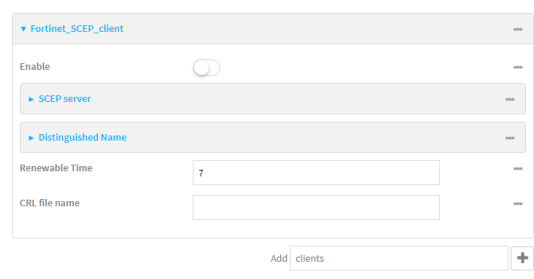 Fortinet_SCEP_client
Enable
SCEP server
Distinguished Name
Renewable Time 7
CRL file name
Add clients